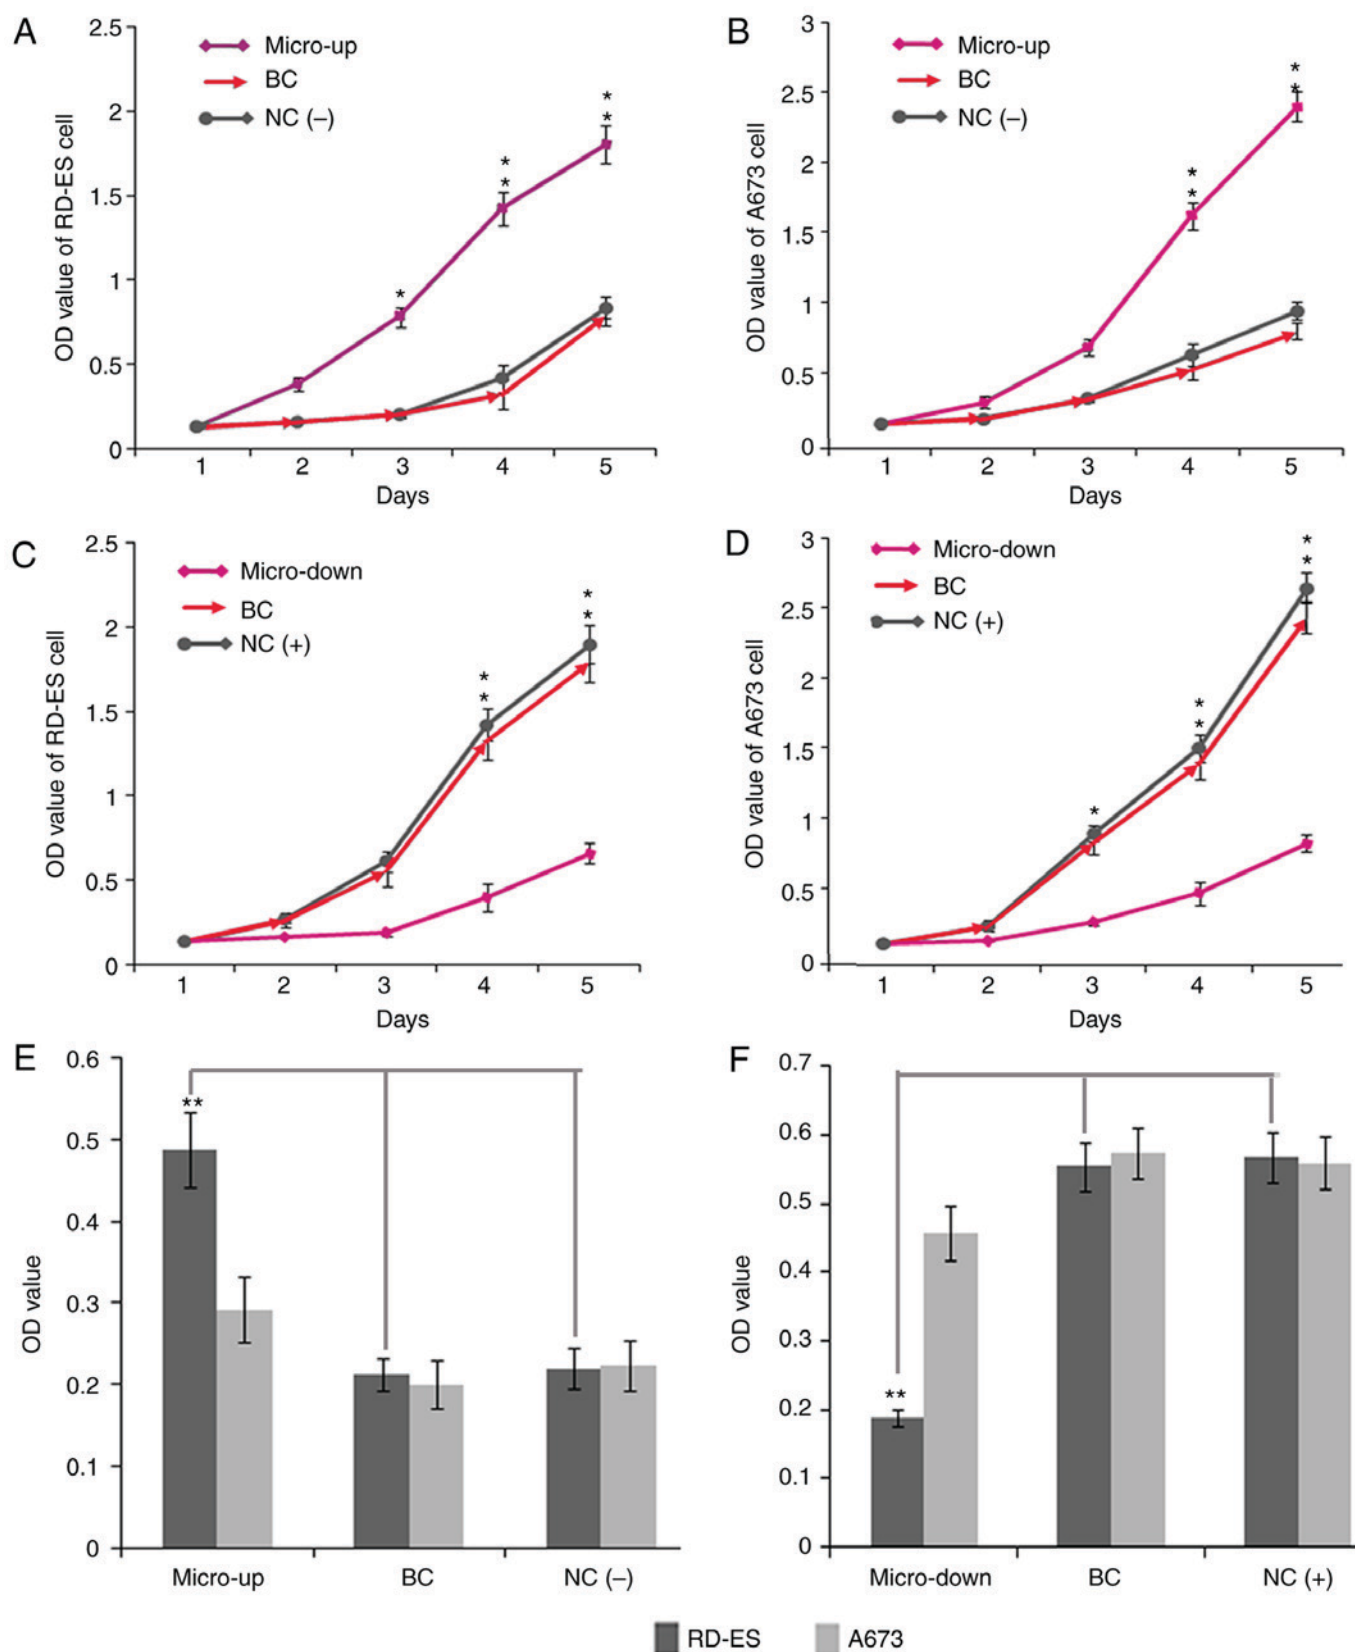 A
OD value of RD-ES cell
2.5
2
1.5
1
0.5
0
Micro-up
BC
NC (–)
*
* *
* *
1 2 3 4 5
Days
B
OD value of A673 cell
3
2.5
2
1.5
1
0.5
0
Micro-up
BC
NC (–)
* *
* *
1 2 3 4 5
Days
C
OD value of RD-ES cell
2.5
2
1.5
1
0.5
0
Micro-down
BC
NC (+)
* *
* *
1 2 3 4 5
Days
D
OD value of A673 cell
3
2.5
2
1.5
1
0.5
0
Micro-down
BC
NC (+)
*
* *
* *
1 2 3 4 5
Days
E
OD value
0.6
0.5
0.4
0.3
0.2
0.1
0
**
Micro-up BC NC (–)
F
OD value
0.7
0.6
0.5
0.4
0.3
0.2
0.1
0
**
Micro-down BC NC (+)
RD-ES A673